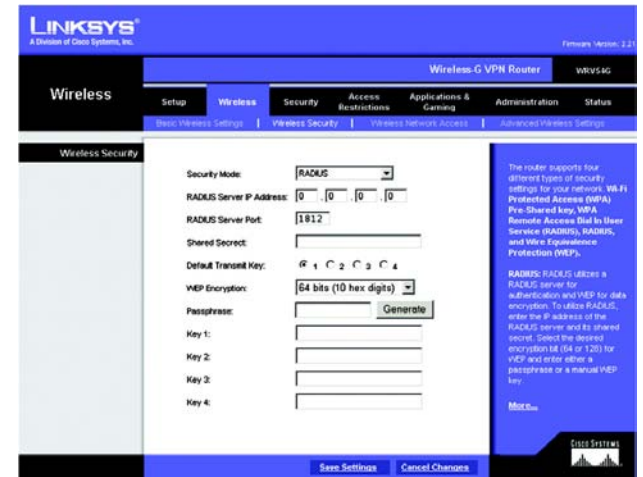 LINKSYS®
A Division of Cisco Systems, Inc.
Firmware Version: 2.21
Wireless-G VPN Router WRV54G
Wireless
Setup Wireless Security Access Restrictions Applications & Gaming Administration Status
Basic Wireless Settings | Wireless Security | Wireless Network Access | Advanced Wireless Settings
Wireless Security
Security Mode: RADIUS
RADIUS Server IP Address: 0 . 0 . 0 . 0
RADIUS Server Port: 1812
Shared Secrect:
Default Transmit Key: 1 2 3 4
WEP Encryption: 64 bits (10 hex digits)
Passphrase: Generate
Key 1:
Key 2:
Key 3:
Key 4:
The router supports four
different types of security
settings for your network. Wi-Fi
Protected Access (WPA)
Pre-Shared key, WPA
Remote Access Dial In User
Service (RADIUS), RADIUS,
and Wire Equivalence
Protection (WEP).
RADIUS: RADIUS utilizes a
RADIUS server for
authentication and WEP for data
encryption. To utilize RADIUS,
enter the IP address of the
RADIUS server and its shared
secret. Select the desired
encryption bit (64 or 128) for
WEP and enter either a
passphrase or a manual WEP
key.
More...
Save Settings Cancel Changes
CISCO SYSTEMS